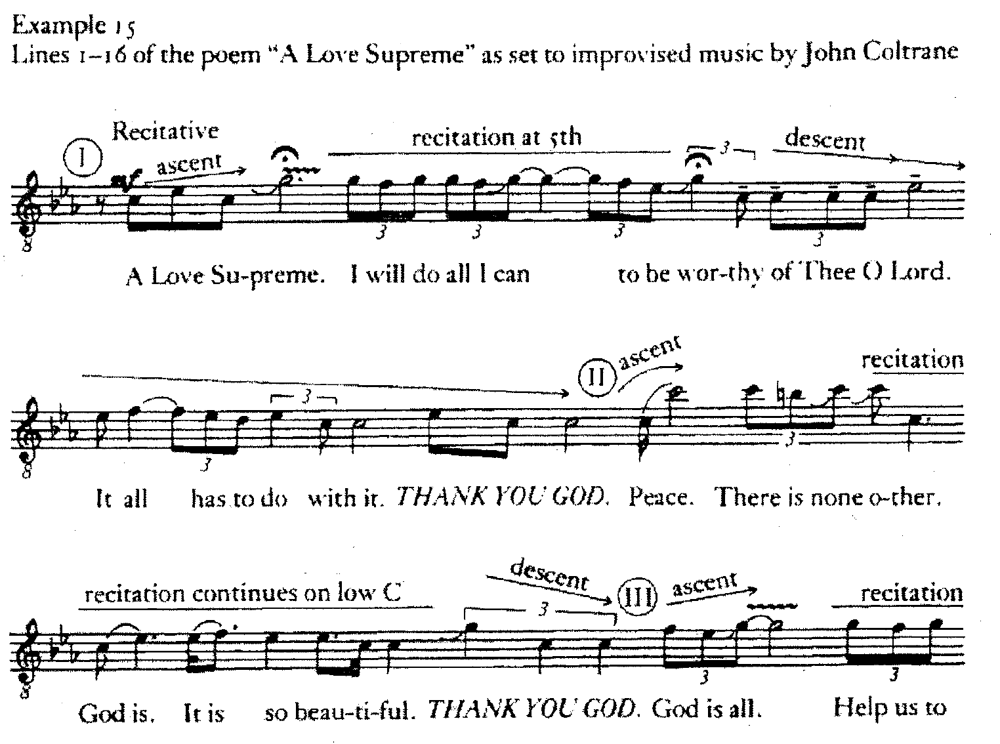 Example 15
Lines 1–16 of the poem “A Love Supreme” as set to improvised music by John Coltrane
Recitative
recitation at 5th
descent
I
ascent
3
mf
3 3 3 3
8
A Love Su-preme. I will do all I can to be wor-thy of Thee O Lord.
ascent
recitation
II
3
3 3
8
It all has to do with it. THANK YOU GOD. Peace. There is none o-ther.
descent
ascent
recitation continues on low C
III
recitation
3
3 3
8
God is. It is so beau-ti-ful. THANK YOU GOD. God is all. Help us to